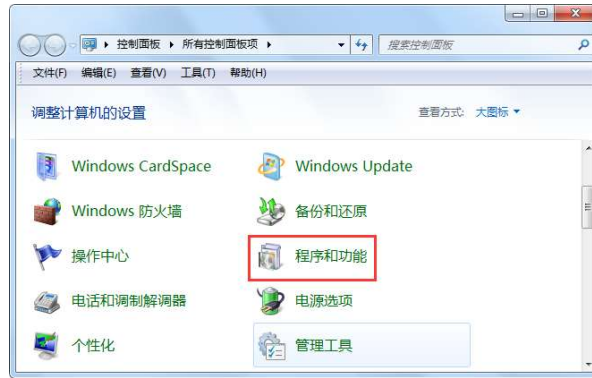 控制面板 ▸ 所有控制面板项 ▸ 搜索控制面板
文件(F) 编辑(E) 查看(V) 工具(T) 帮助(H)
调整计算机的设置 查看方式: 大图标
Windows CardSpace Windows Update
Windows 防火墙 备份和还原
操作中心 程序和功能
电话和调制解调器 电源选项
个性化 管理工具